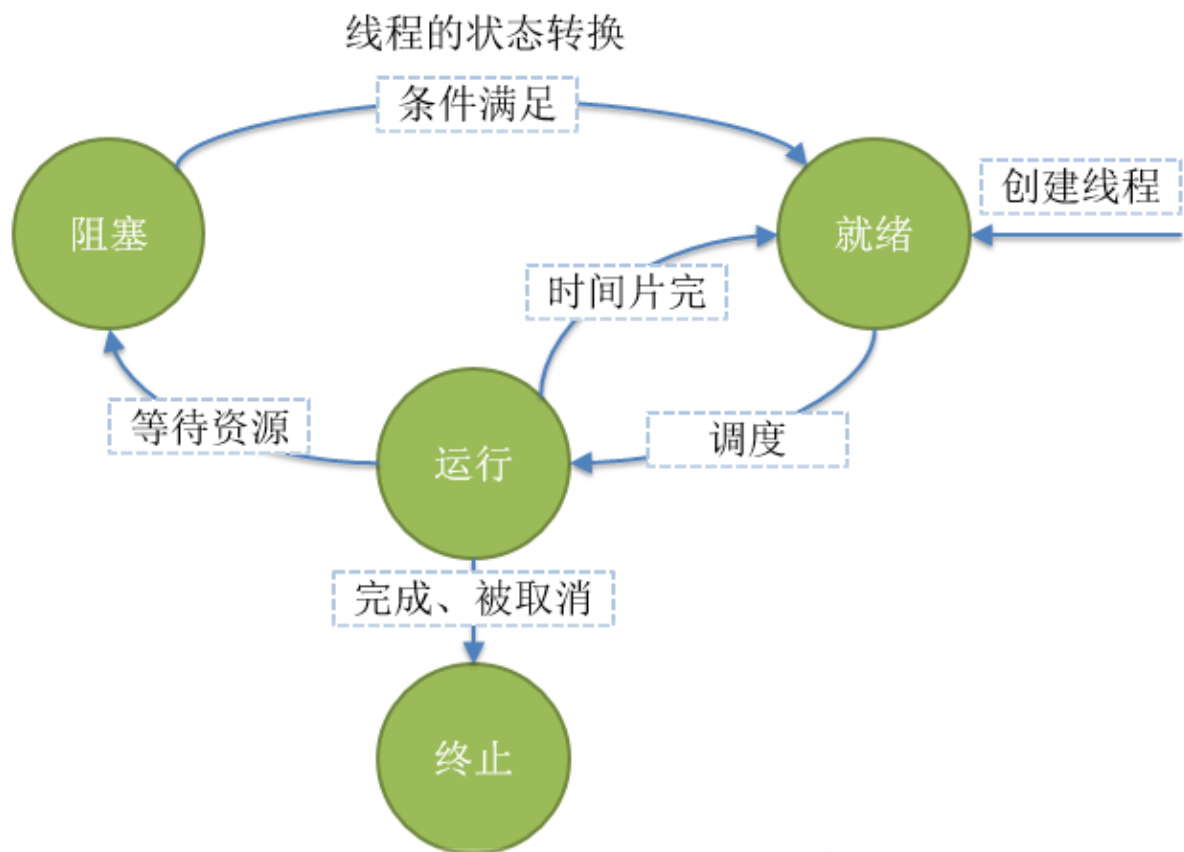 线程的状态转换
条件满足
创建线程
阻塞
就绪
时间片完
等待资源
调度
运行
完成、被取消
终止